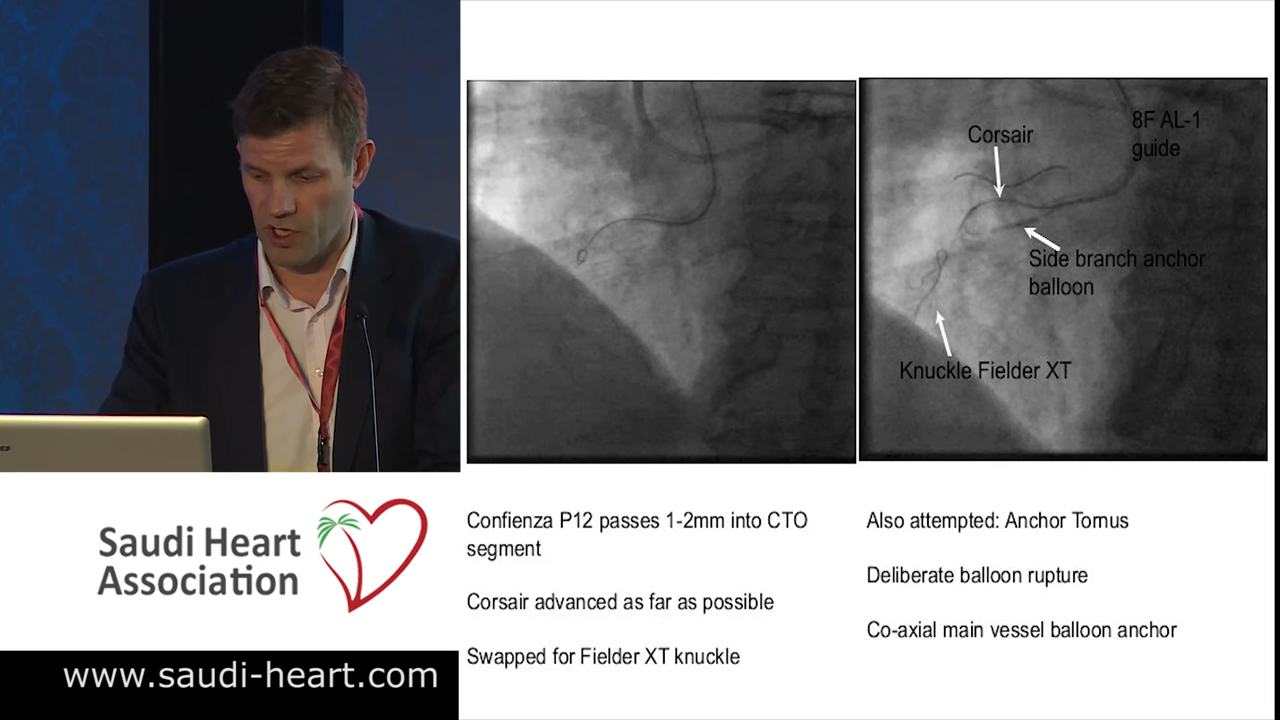 Corsair
8F AL-1
guide
Side branch anchor
balloon
Knuckle Fielder XT
Confienza P12 passes 1-2mm into CTO
segment
Corsair advanced as far as possible
Swapped for Fielder XT knuckle
Also attempted: Anchor Tornus
Deliberate balloon rupture
Co-axial main vessel balloon anchor
Saudi Heart
Association
www.saudi-heart.com